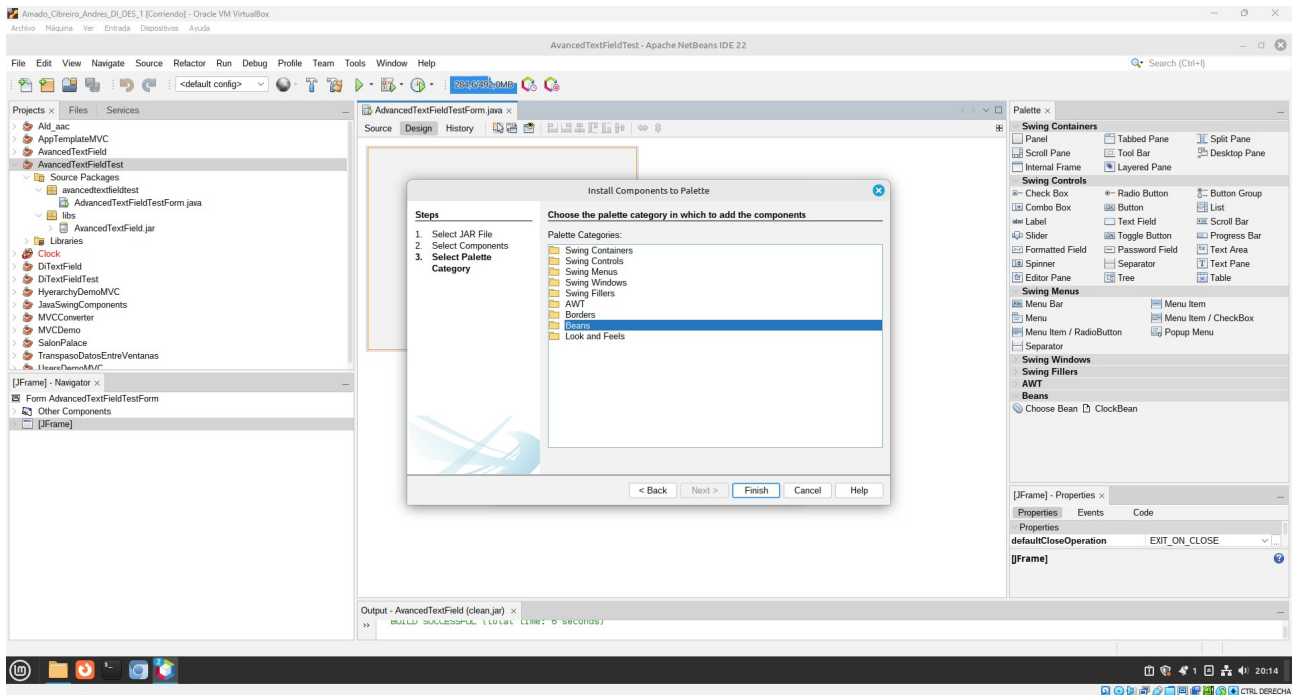 Amado_Cibreiro_Andres_DI_DES_1 [Corriendo] - Oracle VM VirtualBox
Archivo Máquina Ver Entrada Dispositivos Ayuda
AvancedTextFieldTest - Apache NetBeans IDE 22
File Edit View Navigate Source Refactor Run Debug Profile Team Tools Window Help
Search (Ctrl+I)
<default config>
Projects Files Services
Ald_aac
AppTemplateMVC
AvancedTextField
AvancedTextFieldTest
Source Packages
avancedtextfieldtest
AdvancedTextFieldTestForm.java
libs
AvancedTextField.jar
Libraries
Clock
DiTextField
DiTextFieldTest
HyerarchyDemoMVC
JavaSwingComponents
MVCConverter
MVCDemo
SalonPalace
TranspasoDatosEntreVentanas
UsersDemoMVC
[JFrame] - Navigator
Form AdvancedTextFieldTestForm
Other Components
[JFrame]
AdvancedTextFieldTestForm.java
Source Design History
Install Components to Palette
Steps
1. Select JAR File
2. Select Components
3. Select Palette
Category
Choose the palette category in which to add the components
Palette Categories:
Swing Containers
Swing Controls
Swing Menus
Swing Windows
Swing Fillers
AWT
Borders
Beans
Look and Feels
< Back Next > Finish Cancel Help
Output - AvancedTextField (clean,jar)
BUILD SUCCESSFUL (total time: 6 seconds)
Palette
Swing Containers
Panel Tabbed Pane Split Pane
Scroll Pane Tool Bar Desktop Pane
Internal Frame Layered Pane
Swing Controls
Check Box Radio Button Button Group
Combo Box Button List
label Label Text Field Scroll Bar
Slider Toggle Button Progress Bar
Formatted Field Password Field Text Area
Spinner Separator Text Pane
Editor Pane Tree Table
Swing Menus
Menu Bar Menu Item
Menu Menu Item / CheckBox
Menu Item / RadioButton Popup Menu
Separator
Swing Windows
Swing Fillers
AWT
Beans
Choose Bean ClockBean
[JFrame] - Properties
Properties Events Code
Properties
defaultCloseOperation EXIT_ON_CLOSE
[JFrame]
1 20:14
CTRL DERECHA